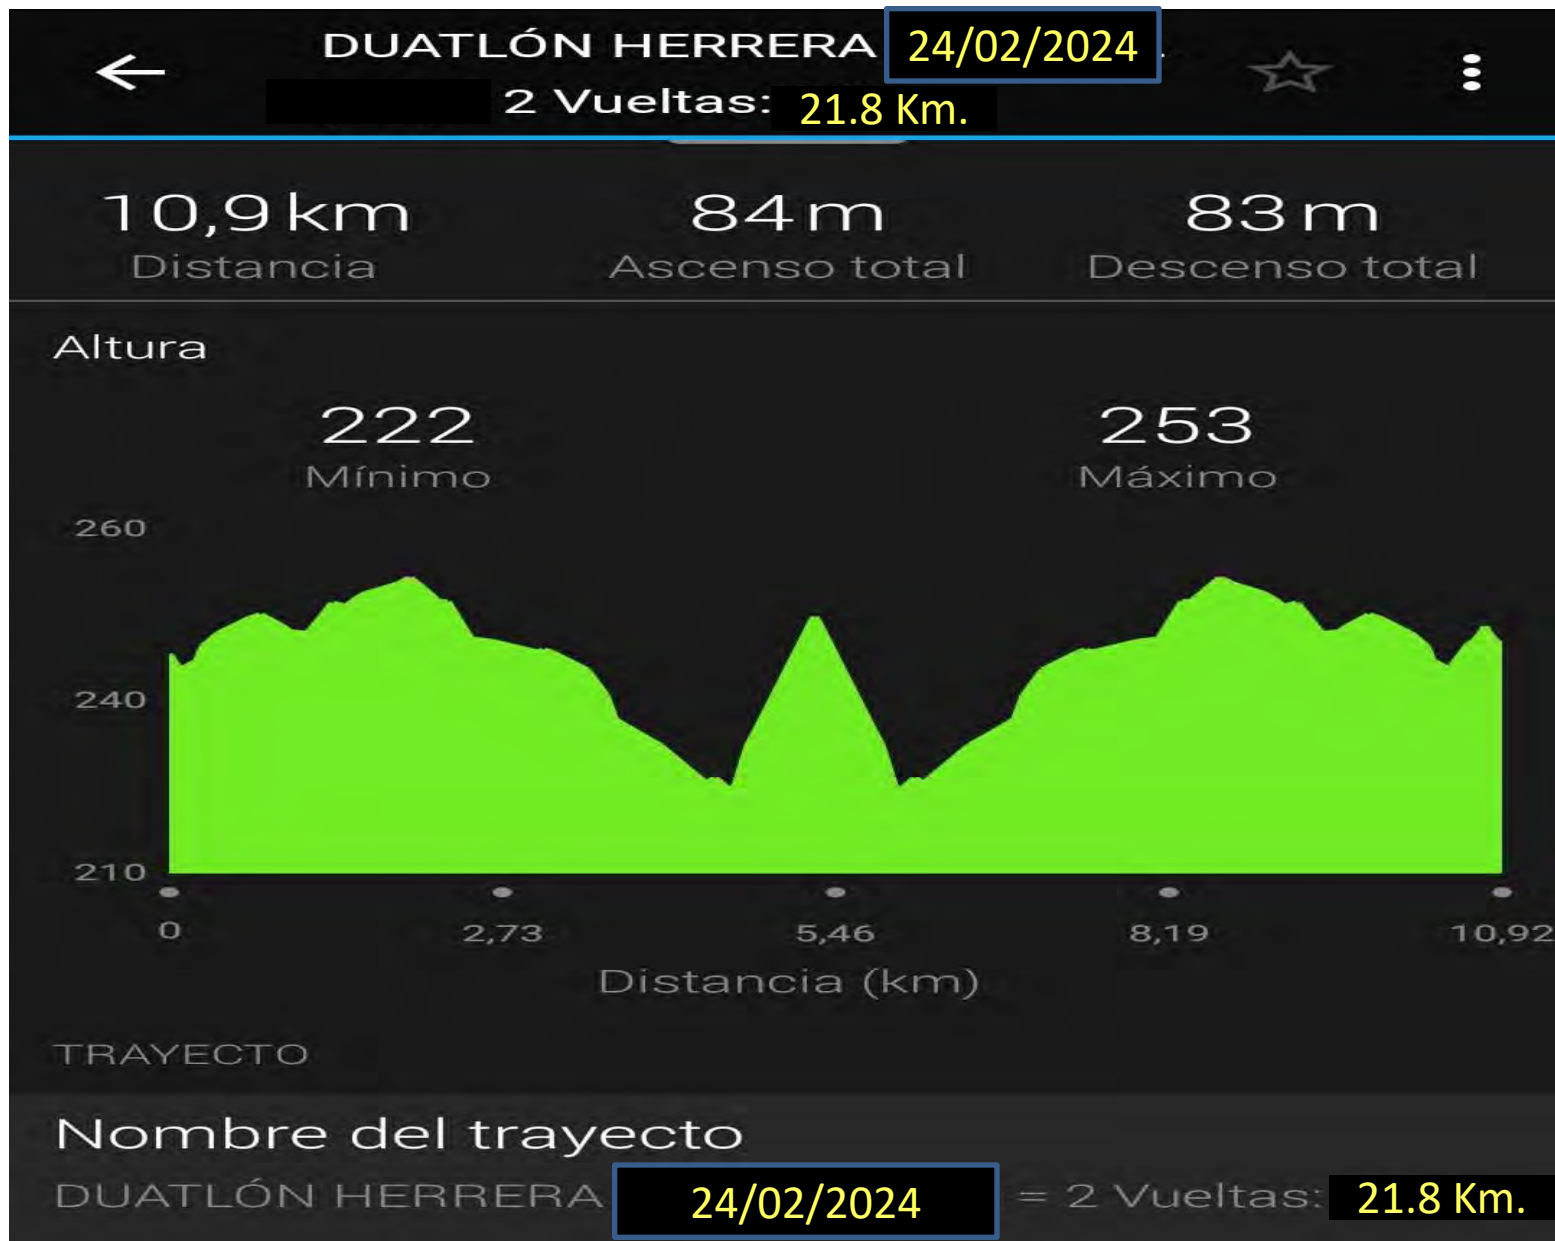 DUATLÓN HERRERA 24/02/2024
2 Vueltas: 21.8 Km.
10,9 km 84 m 83 m
Distancia Ascenso total Descenso total
Altura
222 253
Mínimo Máximo
260
240
210
0 2,73 5,46 8,19 10,92
Distancia (km)
TRAYECTO
Nombre del trayecto
DUATLÓN HERRERA 24/02/2024 = 2 Vueltas: 21.8 Km.